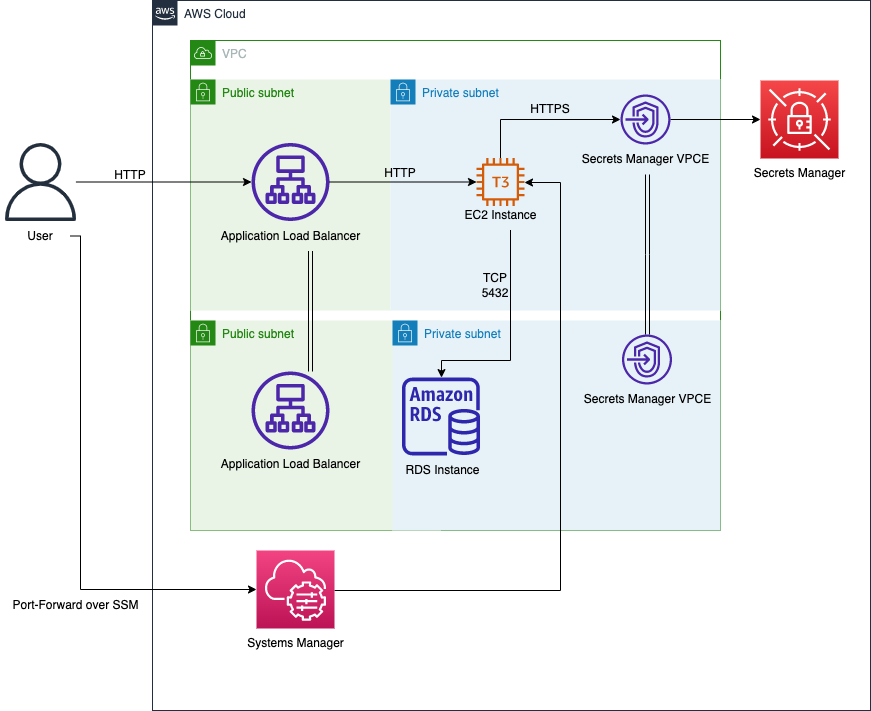 aws
AWS Cloud
VPC
Public subnet
Private subnet
HTTPS
Secrets Manager VPCE
Secrets Manager
HTTP
HTTP
T3
EC2 Instance
User
Application Load Balancer
TCP
5432
Public subnet
Private subnet
Amazon
RDS
Secrets Manager VPCE
Application Load Balancer
RDS Instance
Port-Forward over SSM
Systems Manager